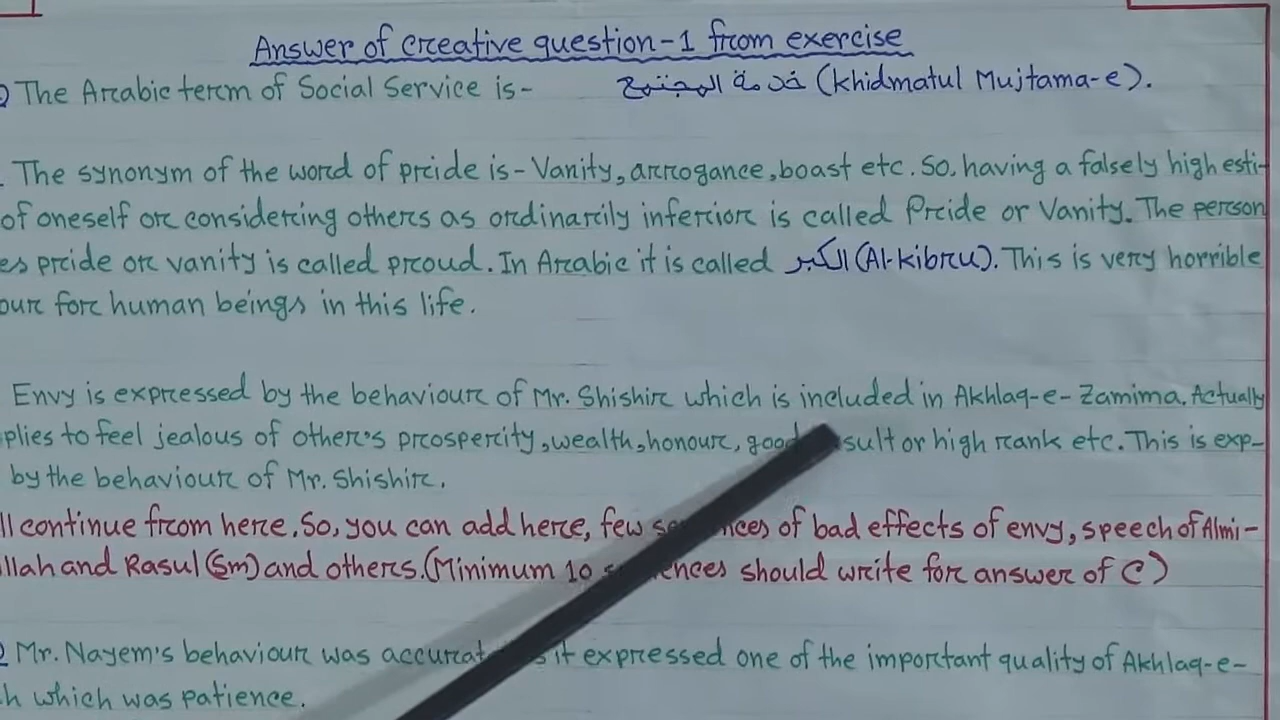 Answer of creative question-1 from exercise
The Arabic term of Social Service is- خدمة المجتمع (Khidmatul Mujtama-e).
The synonym of the word of pride is- Vanity, arrogance, boast etc. So, having a falsely high esti-
of oneself or considering others as ordinarily inferior is called Pride or Vanity. The person
es pride or vanity is called proud. In Arabic it is called الكبر (Al-kibru). This is very horrible
our for human beings in this life.
Envy is expressed by the behaviour of Mr. Shishir which is included in Akhlaq-e-Zamima. Actually
plies to feel jealous of other's prosperity, wealth, honour, good sult or high rank etc. This is exp-
by the behaviour of Mr. Shishir.
ll continue from here. So, you can add here, few of bad effects of envy, speech of Almi-
llah and Rasul (Sm) and others. (Minimum 10 should write for answer of C)
Mr. Nayem's behaviour was it expressed one of the important quality of Akhlaq-e-
h which was patience.